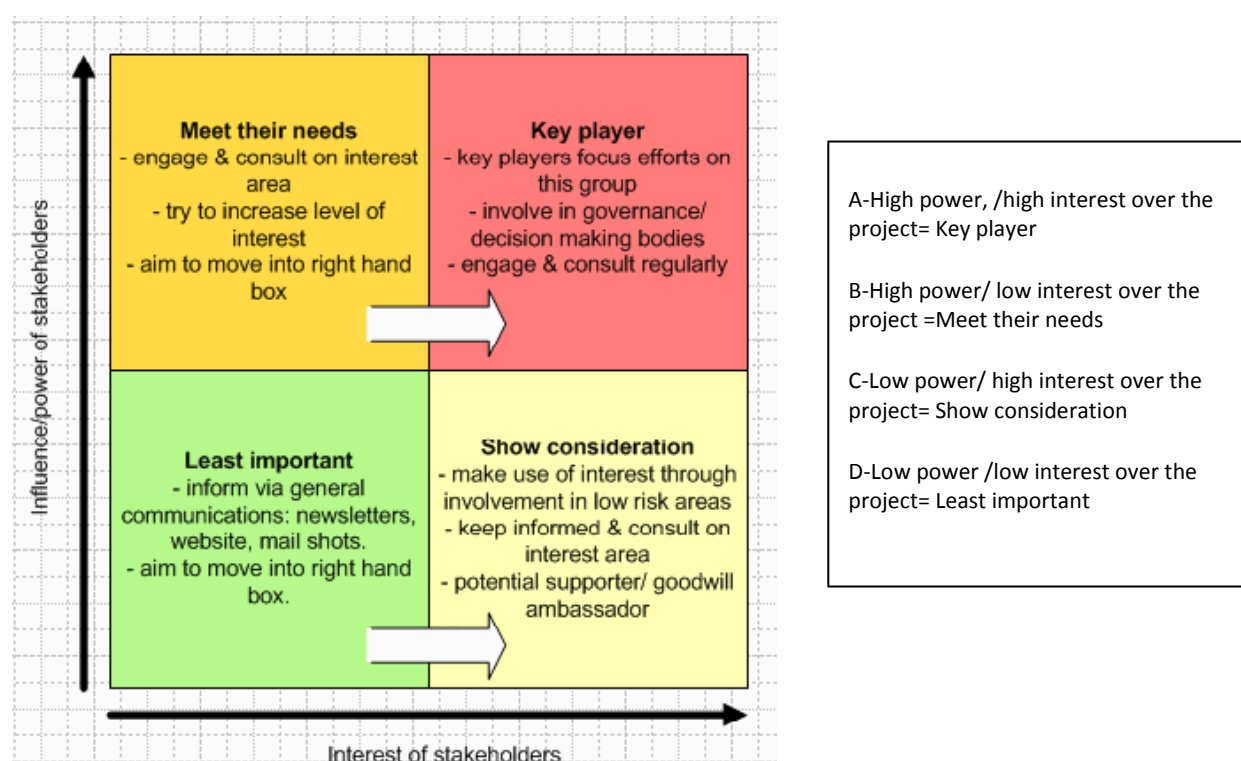 Influence/power of stakeholders
Meet their needs
- engage & consult on interest
area
- try to increase level of
interest
- aim to move into right hand
box
Key player
- key players focus efforts on
this group
- involve in governance/
decision making bodies
- engage & consult regularly
Least important
- inform via general
communications: newsletters,
website, mail shots.
- aim to move into right hand
box.
Show consideration
- make use of interest through
involvement in low risk areas
- keep informed & consult on
interest area
- potential supporter/ goodwill
ambassador
Interest of stakeholders
A-High power, /high interest over the
project= Key player
B-High power/ low interest over the
project =Meet their needs
C-Low power/ high interest over the
project= Show consideration
D-Low power /low interest over the
project= Least important